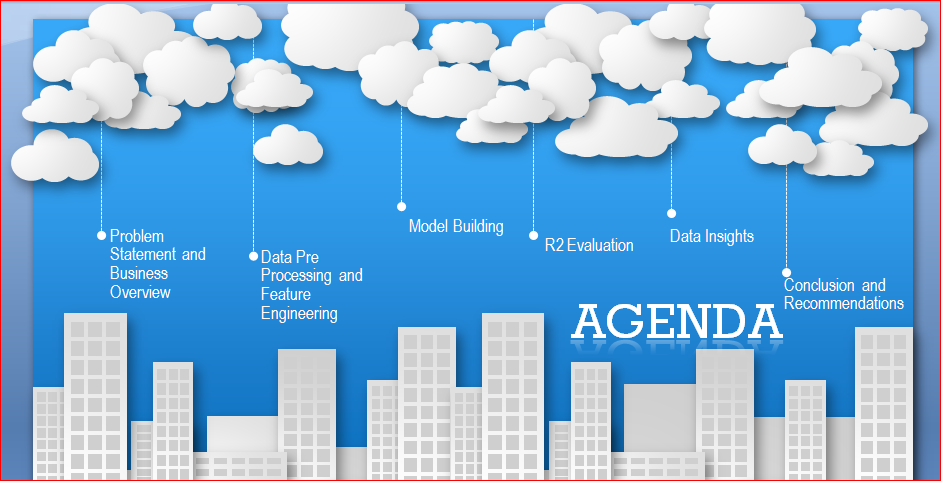 Problem
Statement and
Business
Overview
Data Pre
Processing and
Feature
Engineering
Model Building
R2 Evaluation
Data Insights
Conclusion and
Recommendations
AGENDA